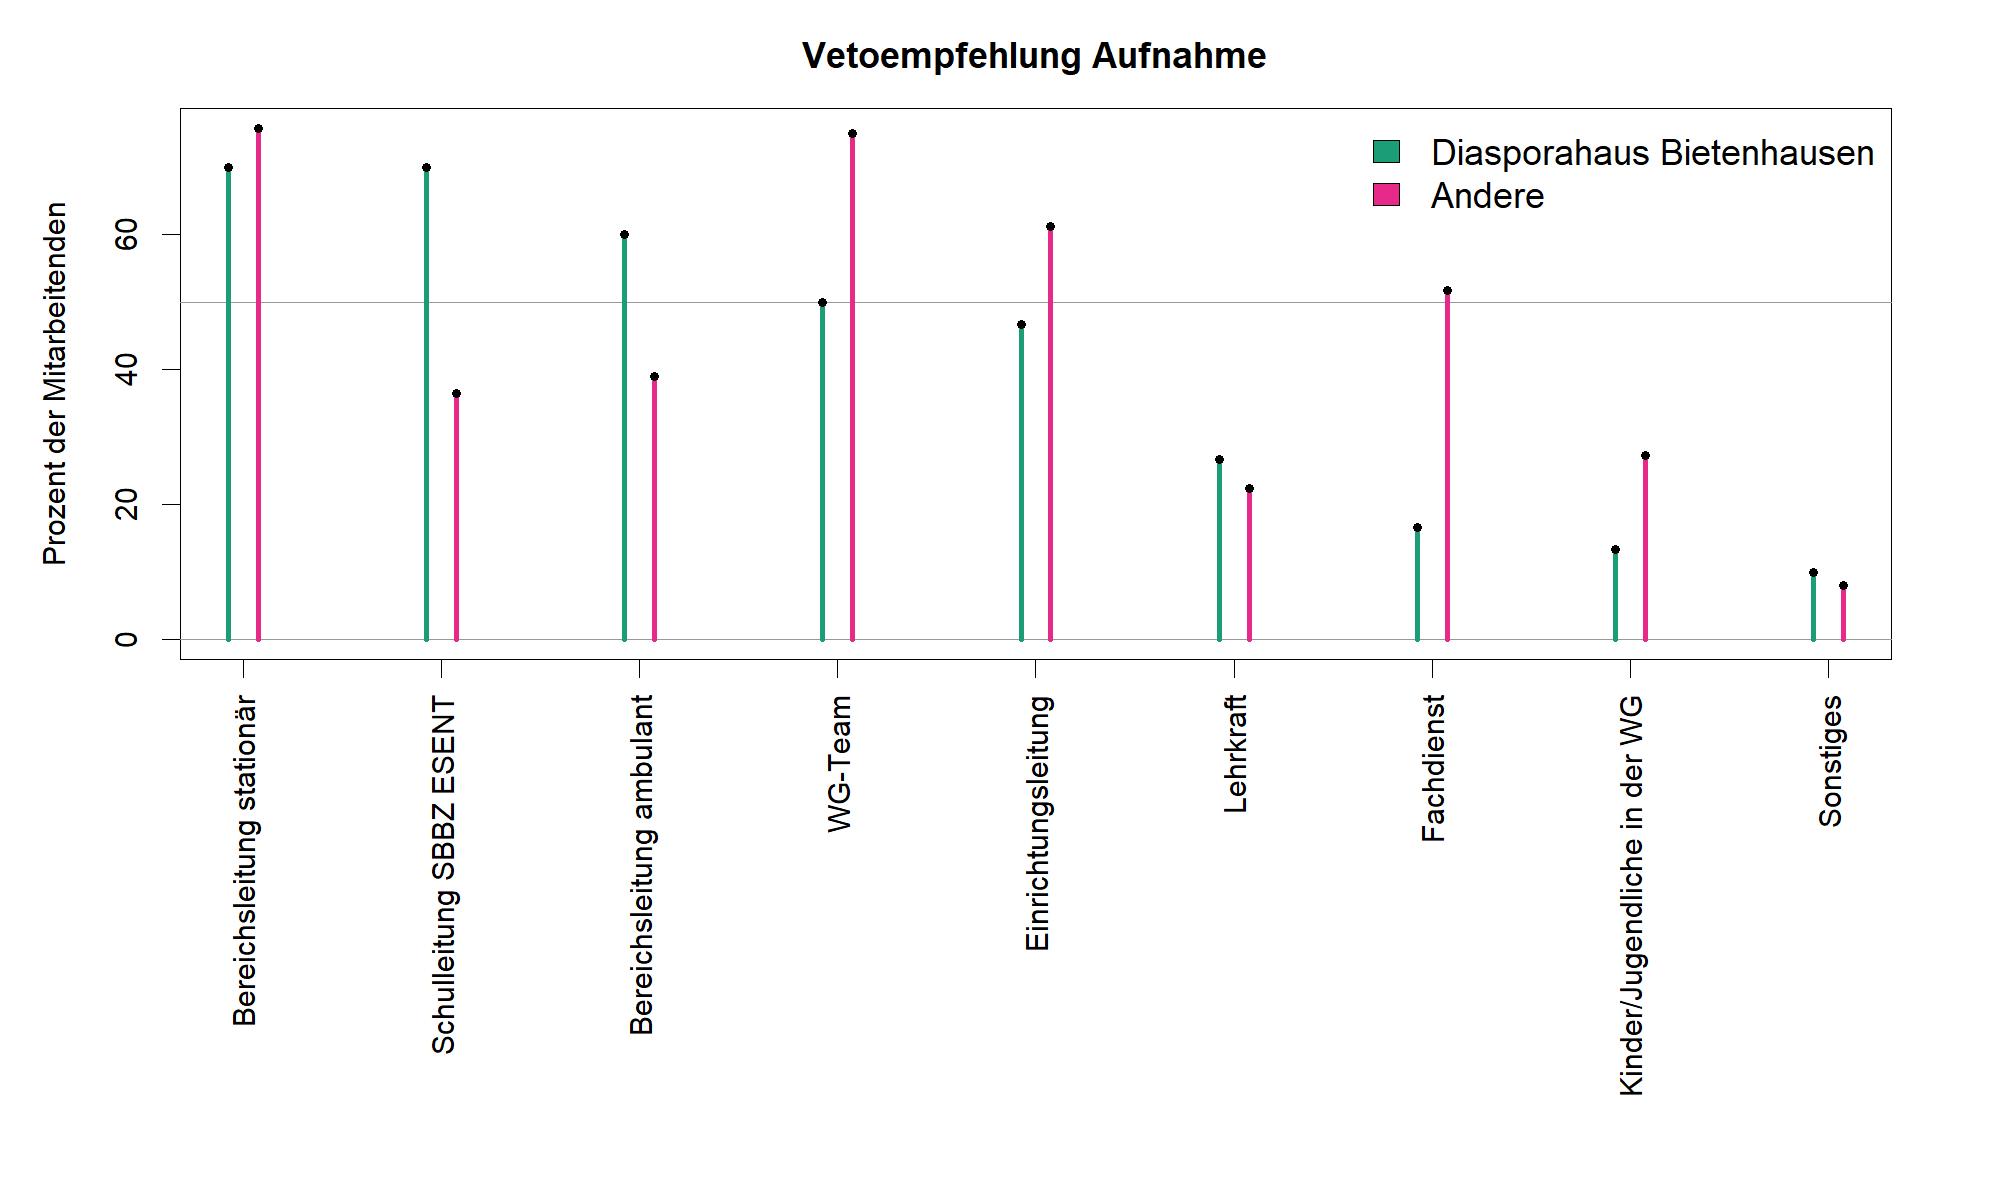 Vetoempfehlung Aufnahme
Diasporahaus Bietenhausen
Andere
Prozent der Mitarbeitenden
60
40
20
0
Bereichsleitung stationär
Schulleitung SBBZ ESENT
Bereichsleitung ambulant
WG-Team
Einrichtungsleitung
Lehrkraft
Fachdienst
Kinder/Jugendliche in der WG
Sonstiges